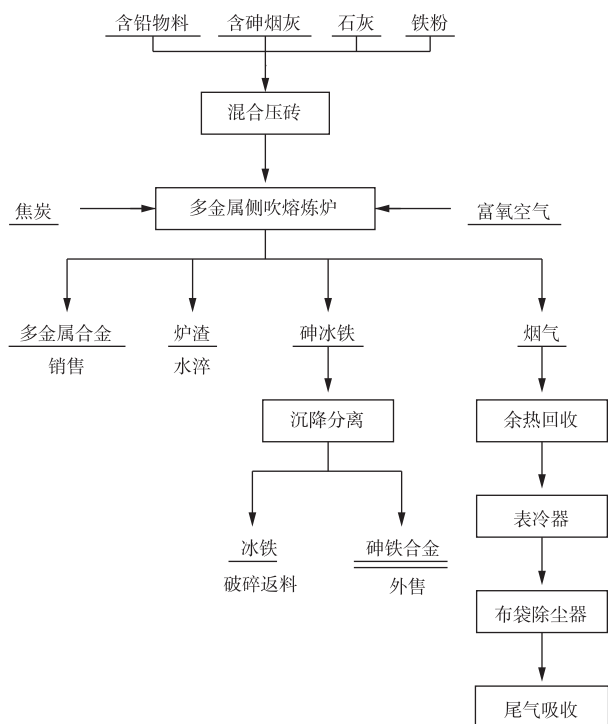 含铅物料 含砷烟灰 石灰 铁粉
混合压砖
焦炭 多金属侧吹熔炼炉 富氧空气
多金属合金 炉渣 砷冰铁 烟气
销售 水淬
沉降分离 余热回收
表冷器
冰铁 砷铁合金
破碎返料 外售
布袋除尘器
尾气吸收